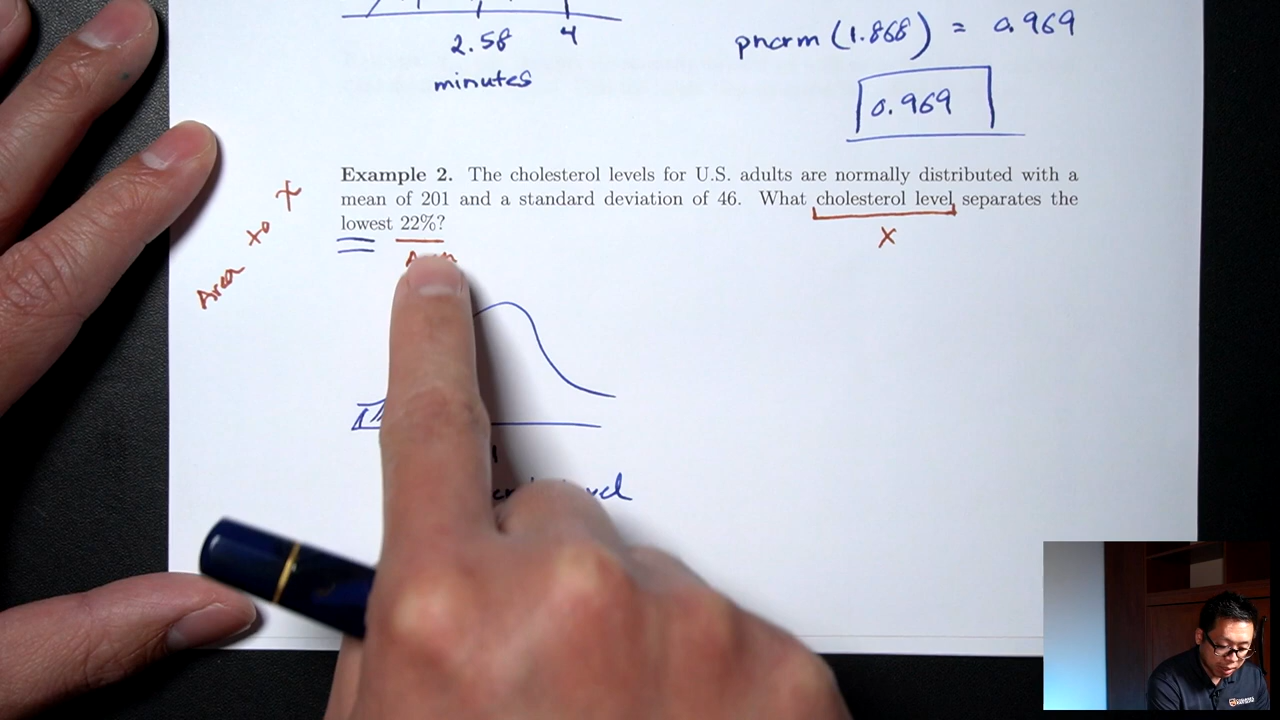 2.58 4
minutes
pnorm (1.868) = 0.969
0.969
Example 2. The cholesterol levels for U.S. adults are normally distributed with a
mean of 201 and a standard deviation of 46. What cholesterol level separates the
lowest 22%?
x
Area to x